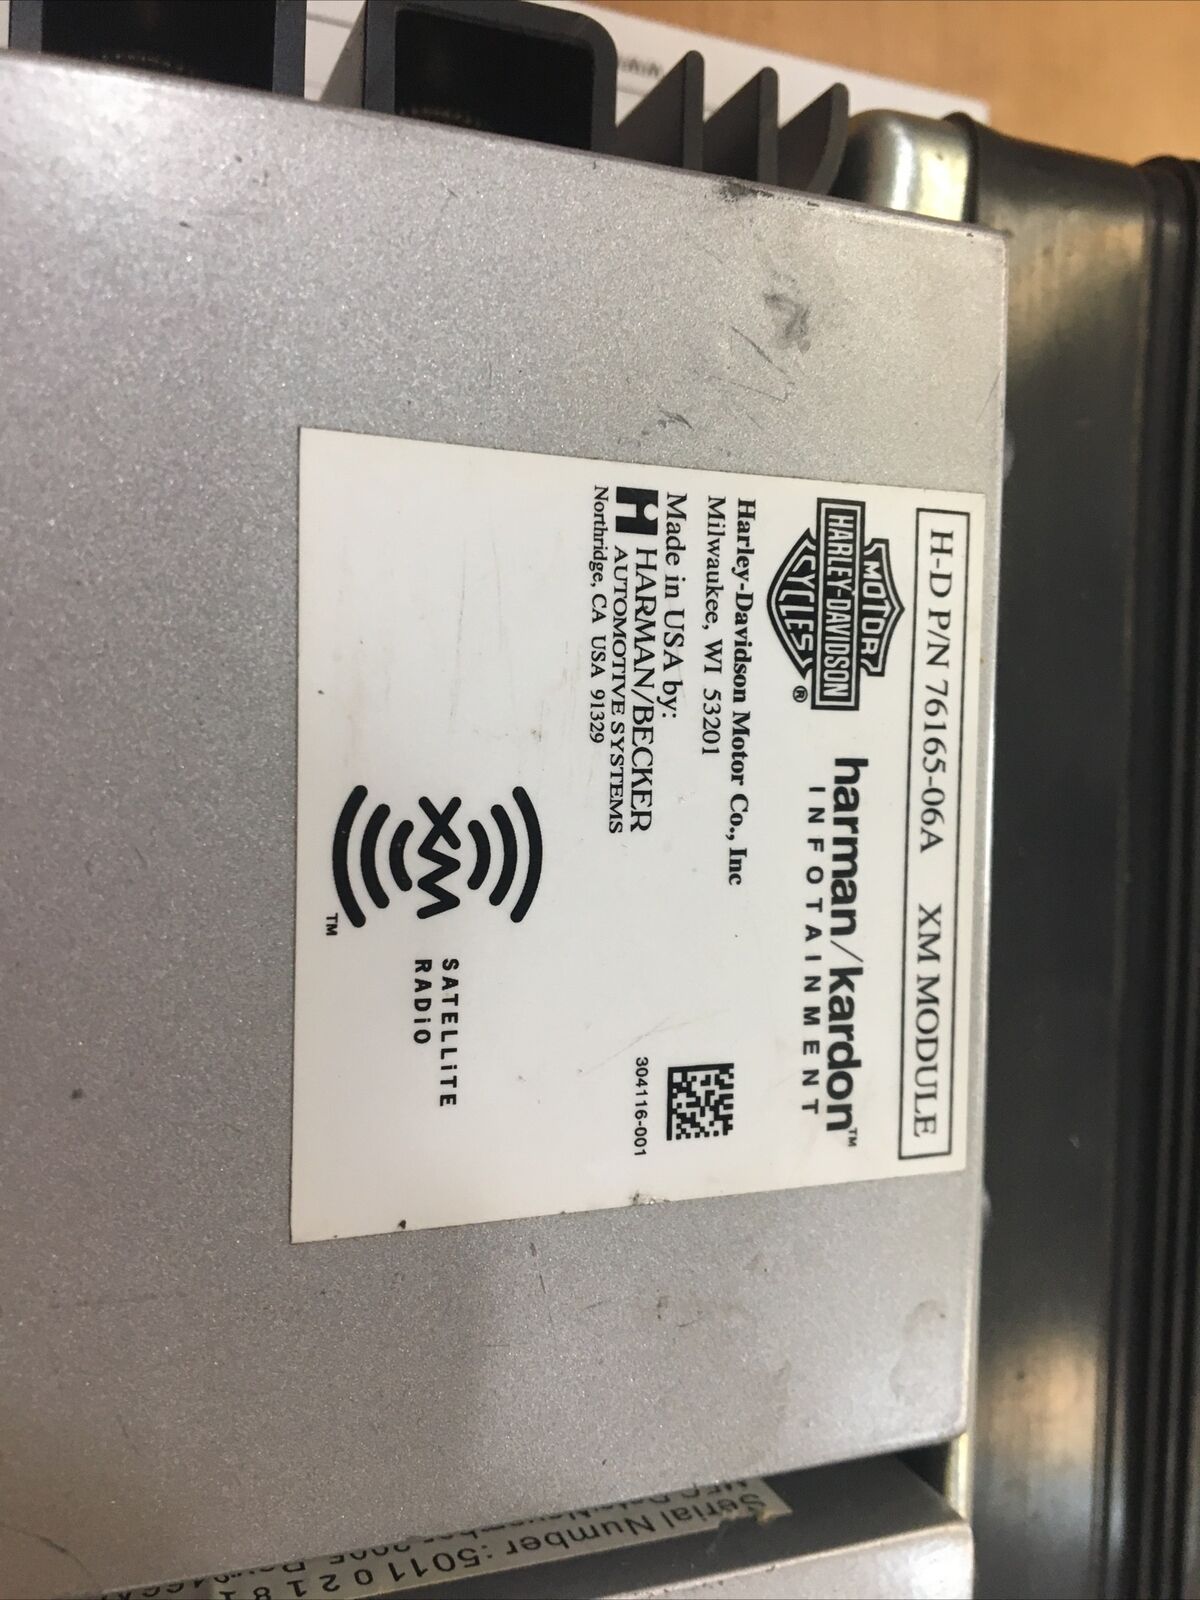 H-D P/N 76165-06A XM MODULE
MOTOR
HARLEY-DAVIDSON
CYCLES
®
harman/kardon™
INFOTAINMENT
Harley-Davidson Motor Co., Inc
Milwaukee, WI 53201
Made in USA by:
HARMAN/BECKER
AUTOMOTIVE SYSTEMS
Northridge, CA USA 91329
304116-001
XM
SATELLiTE
RADiO
™
Serial Number: